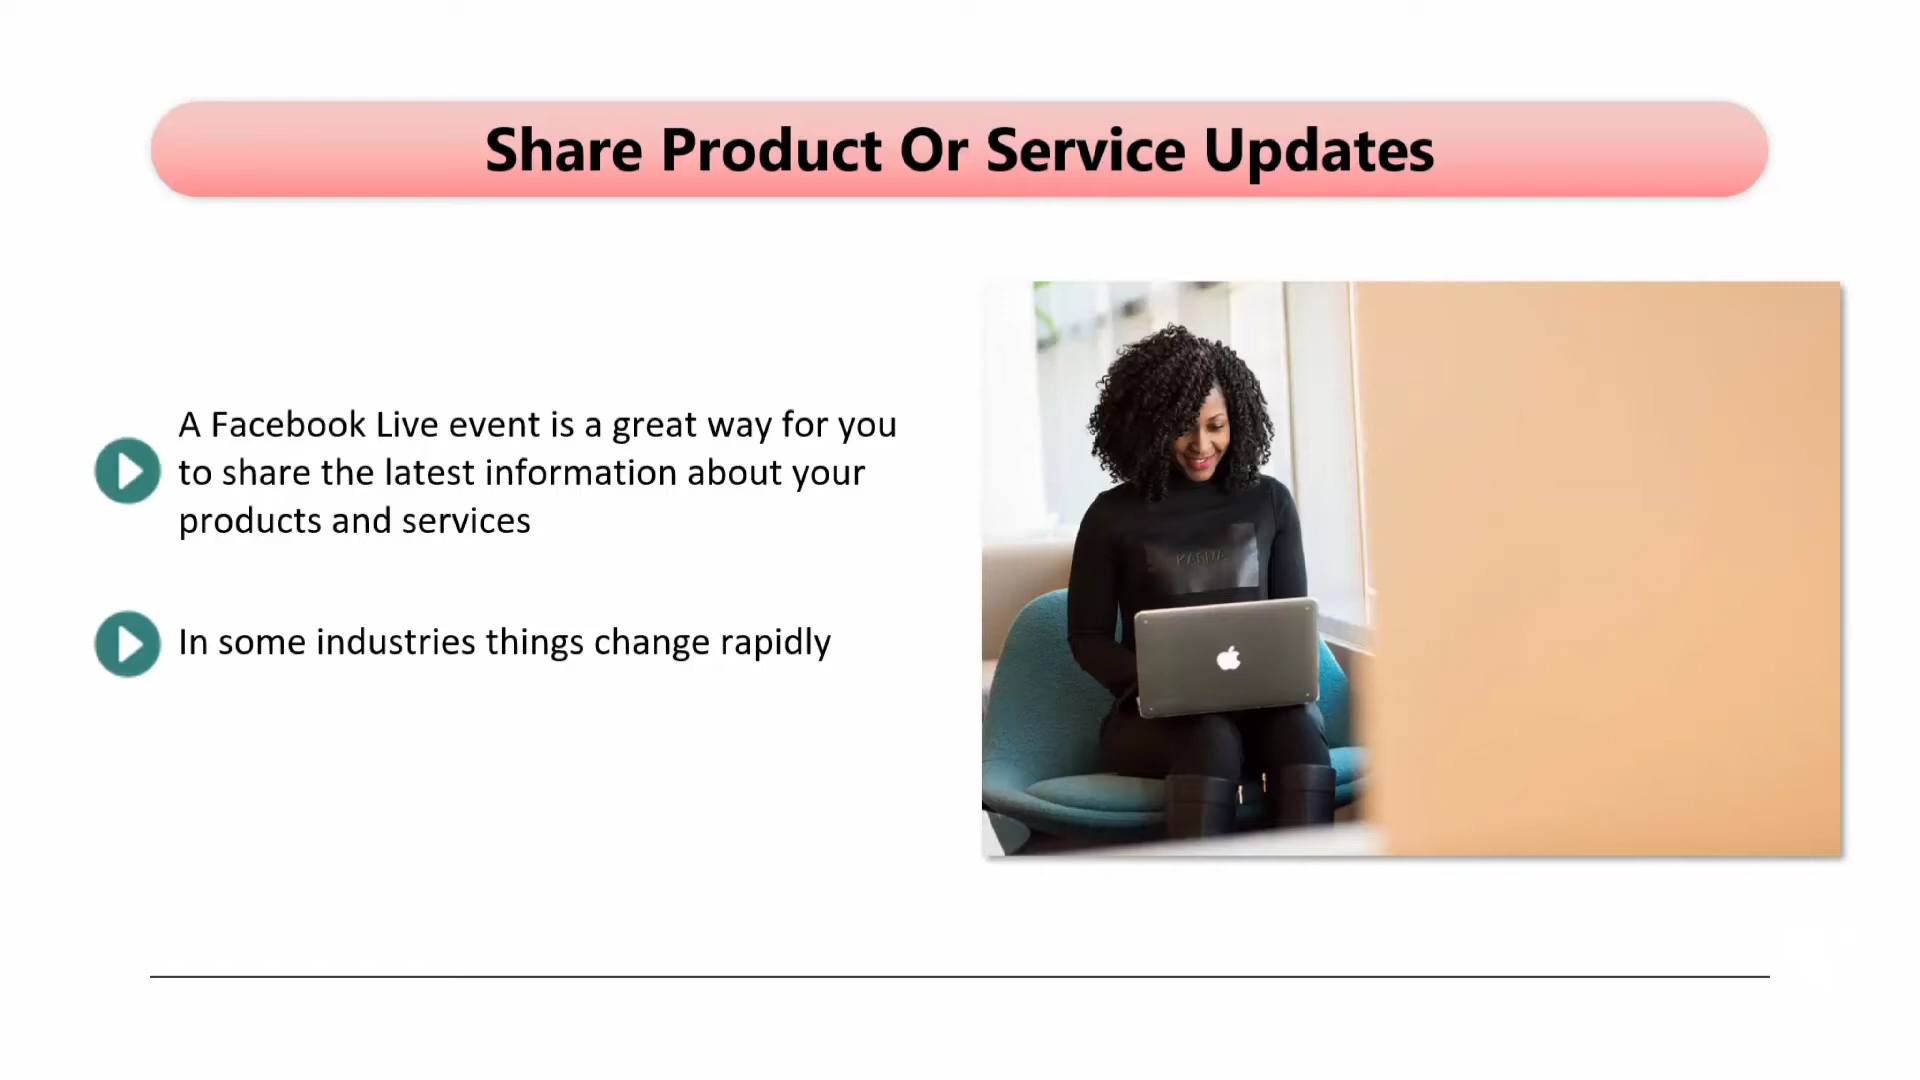 Share Product Or Service Updates
A Facebook Live event is a great way for you
to share the latest information about your
products and services
In some industries things change rapidly